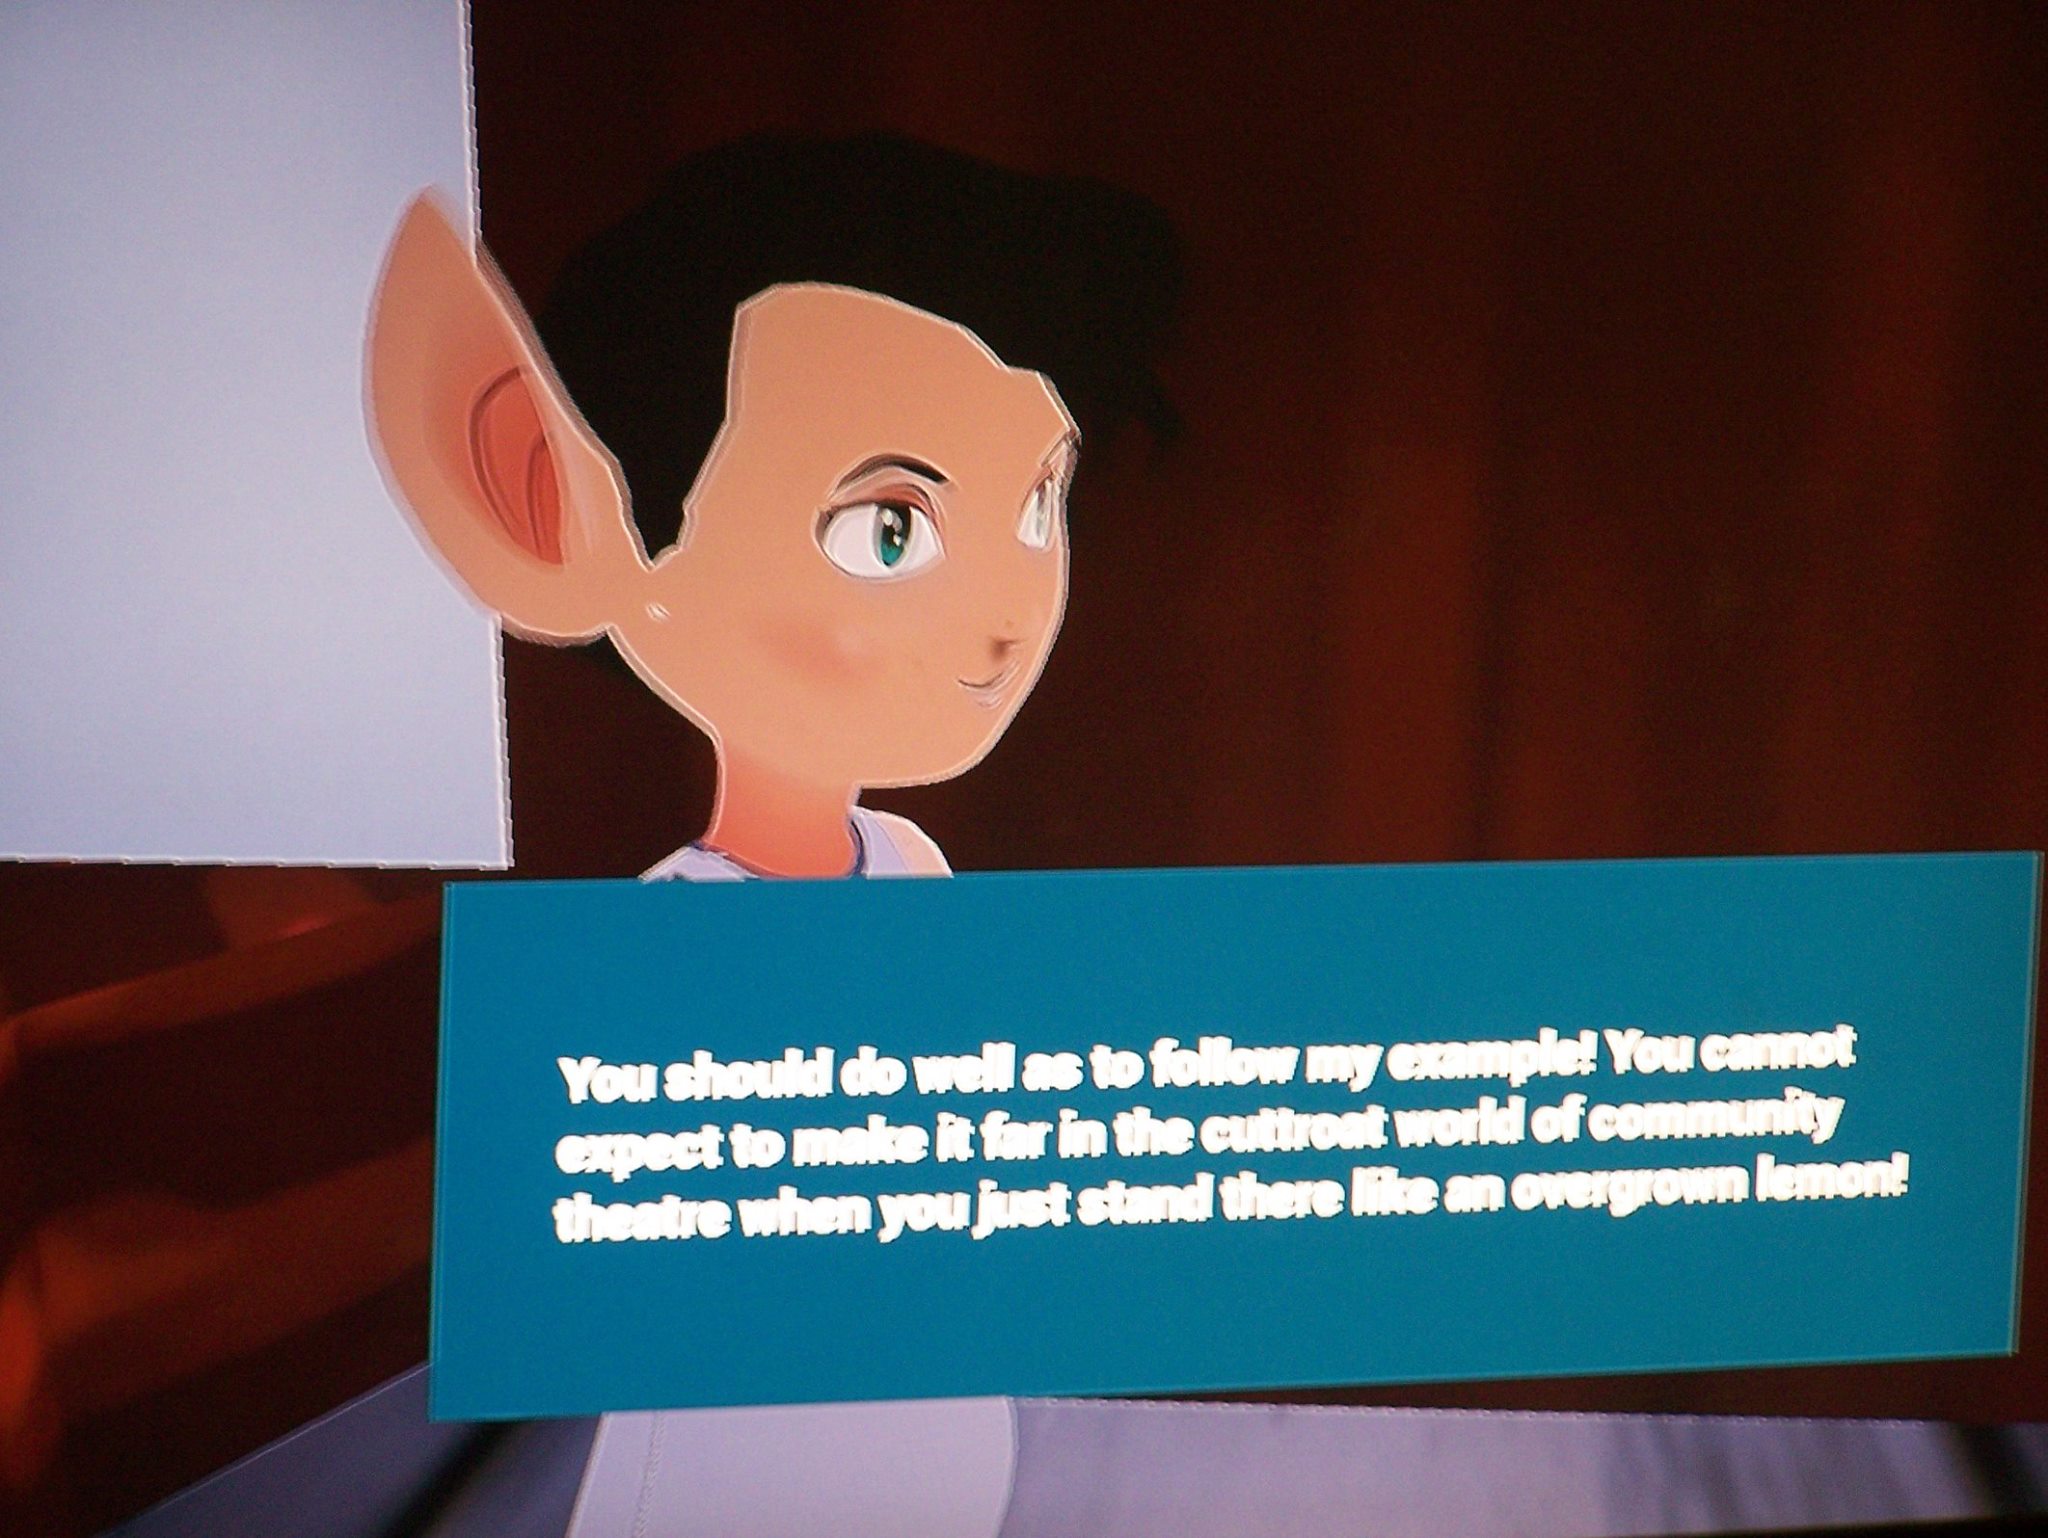 You should do well as to follow my example! You cannot
expect to make it far in the cuttroat world of community
theatre when you just stand there like an overgrown lemon!